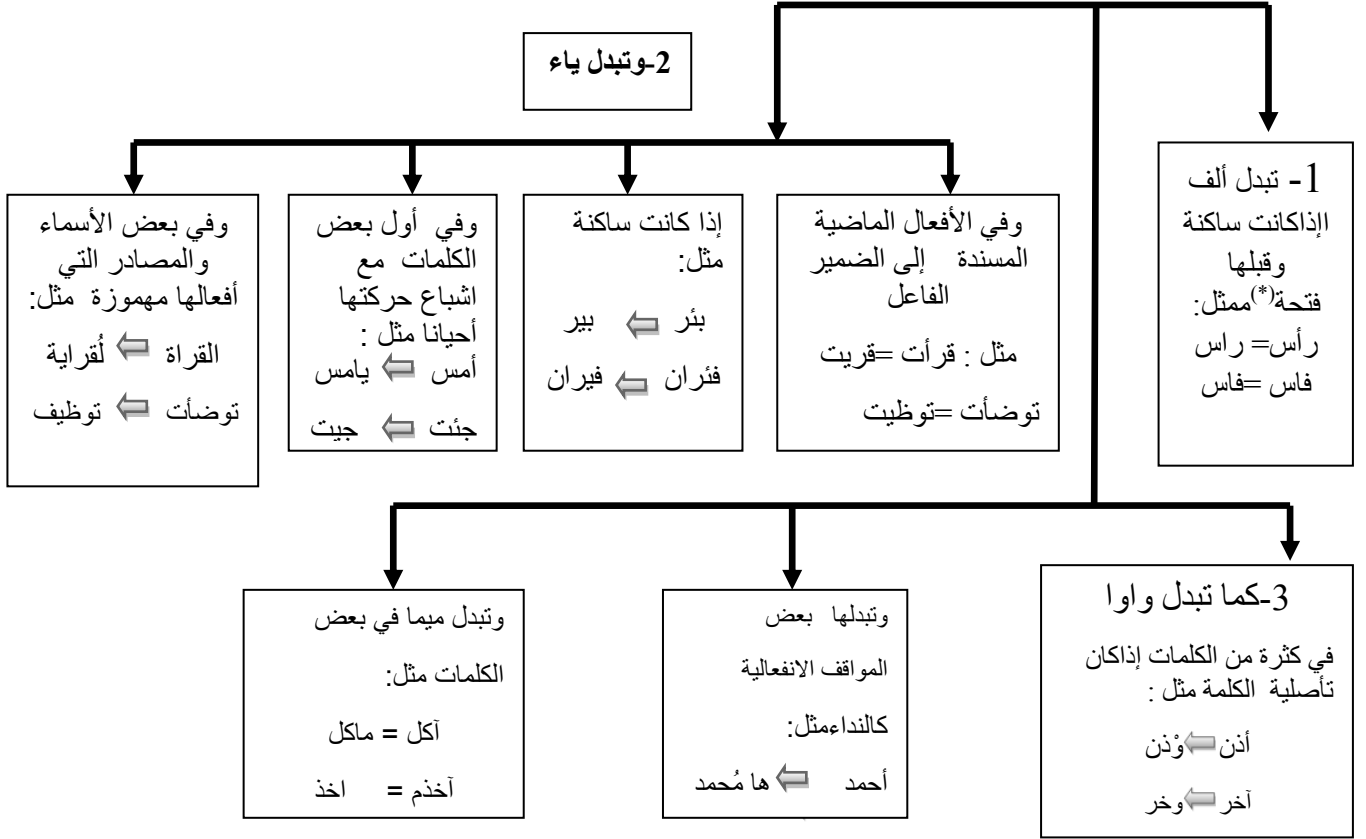 2-وتبدل ياء
1- تبدل ألف
اإذاكانت ساكنة
وقبلها
فتحة(*)ممثل:
رأس= راس
فاس =فاس
وفي الأفعال الماضية
المسندة إلى الضمير
الفاعل
مثل : قرأت =قريت
توضأت =توظيت
إذا كانت ساكنة
مثل:
بئر ⇐ بير
فئران ⇐ فيران
وفي أول بعض
الكلمات مع
اشباع حركتها
أحيانا مثل :
أمس ⇐ يامس
جئت ⇐ جيت
وفي بعض الأسماء
والمصادر التي
أفعالها مهموزة مثل:
القراة ⇐ لُقراية
توضأت ⇐ توظيف
3-كما تبدل واوا
في كثرة من الكلمات إذاكان
تأصلية الكلمة مثل :
أذن ⇐ وْذن
آخر ⇐ وخر
وتبدلها بعض
المواقف الانفعالية
كالنداءمثل:
أحمد ⇐ ها مُحمد
وتبدل ميما في بعض
الكلمات مثل:
آكل = ماكل
آخذم = اخذ